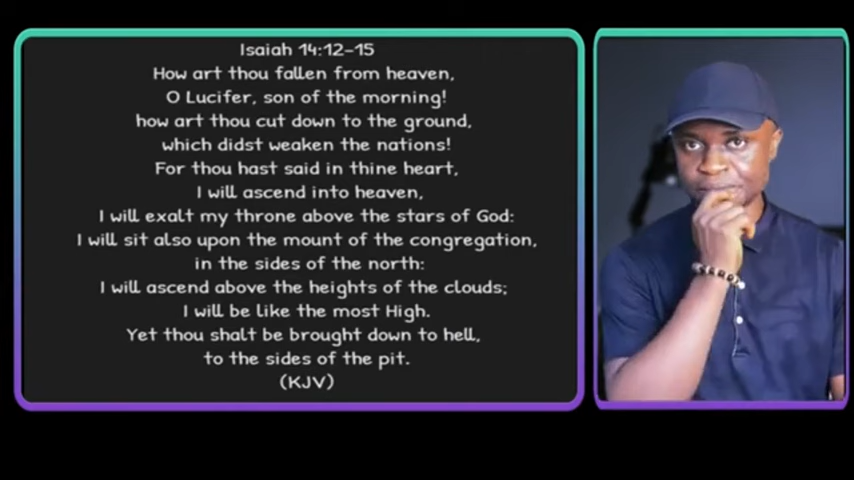 Isaiah 14:12-15
How art thou fallen from heaven,
O Lucifer, son of the morning!
how art thou cut down to the ground,
which didst weaken the nations!
For thou hast said in thine heart,
I will ascend into heaven,
I will exalt my throne above the stars of God:
I will sit also upon the mount of the congregation,
in the sides of the north:
I will ascend above the heights of the clouds;
I will be like the most High.
Yet thou shalt be brought down to hell,
to the sides of the pit.
(KJV)